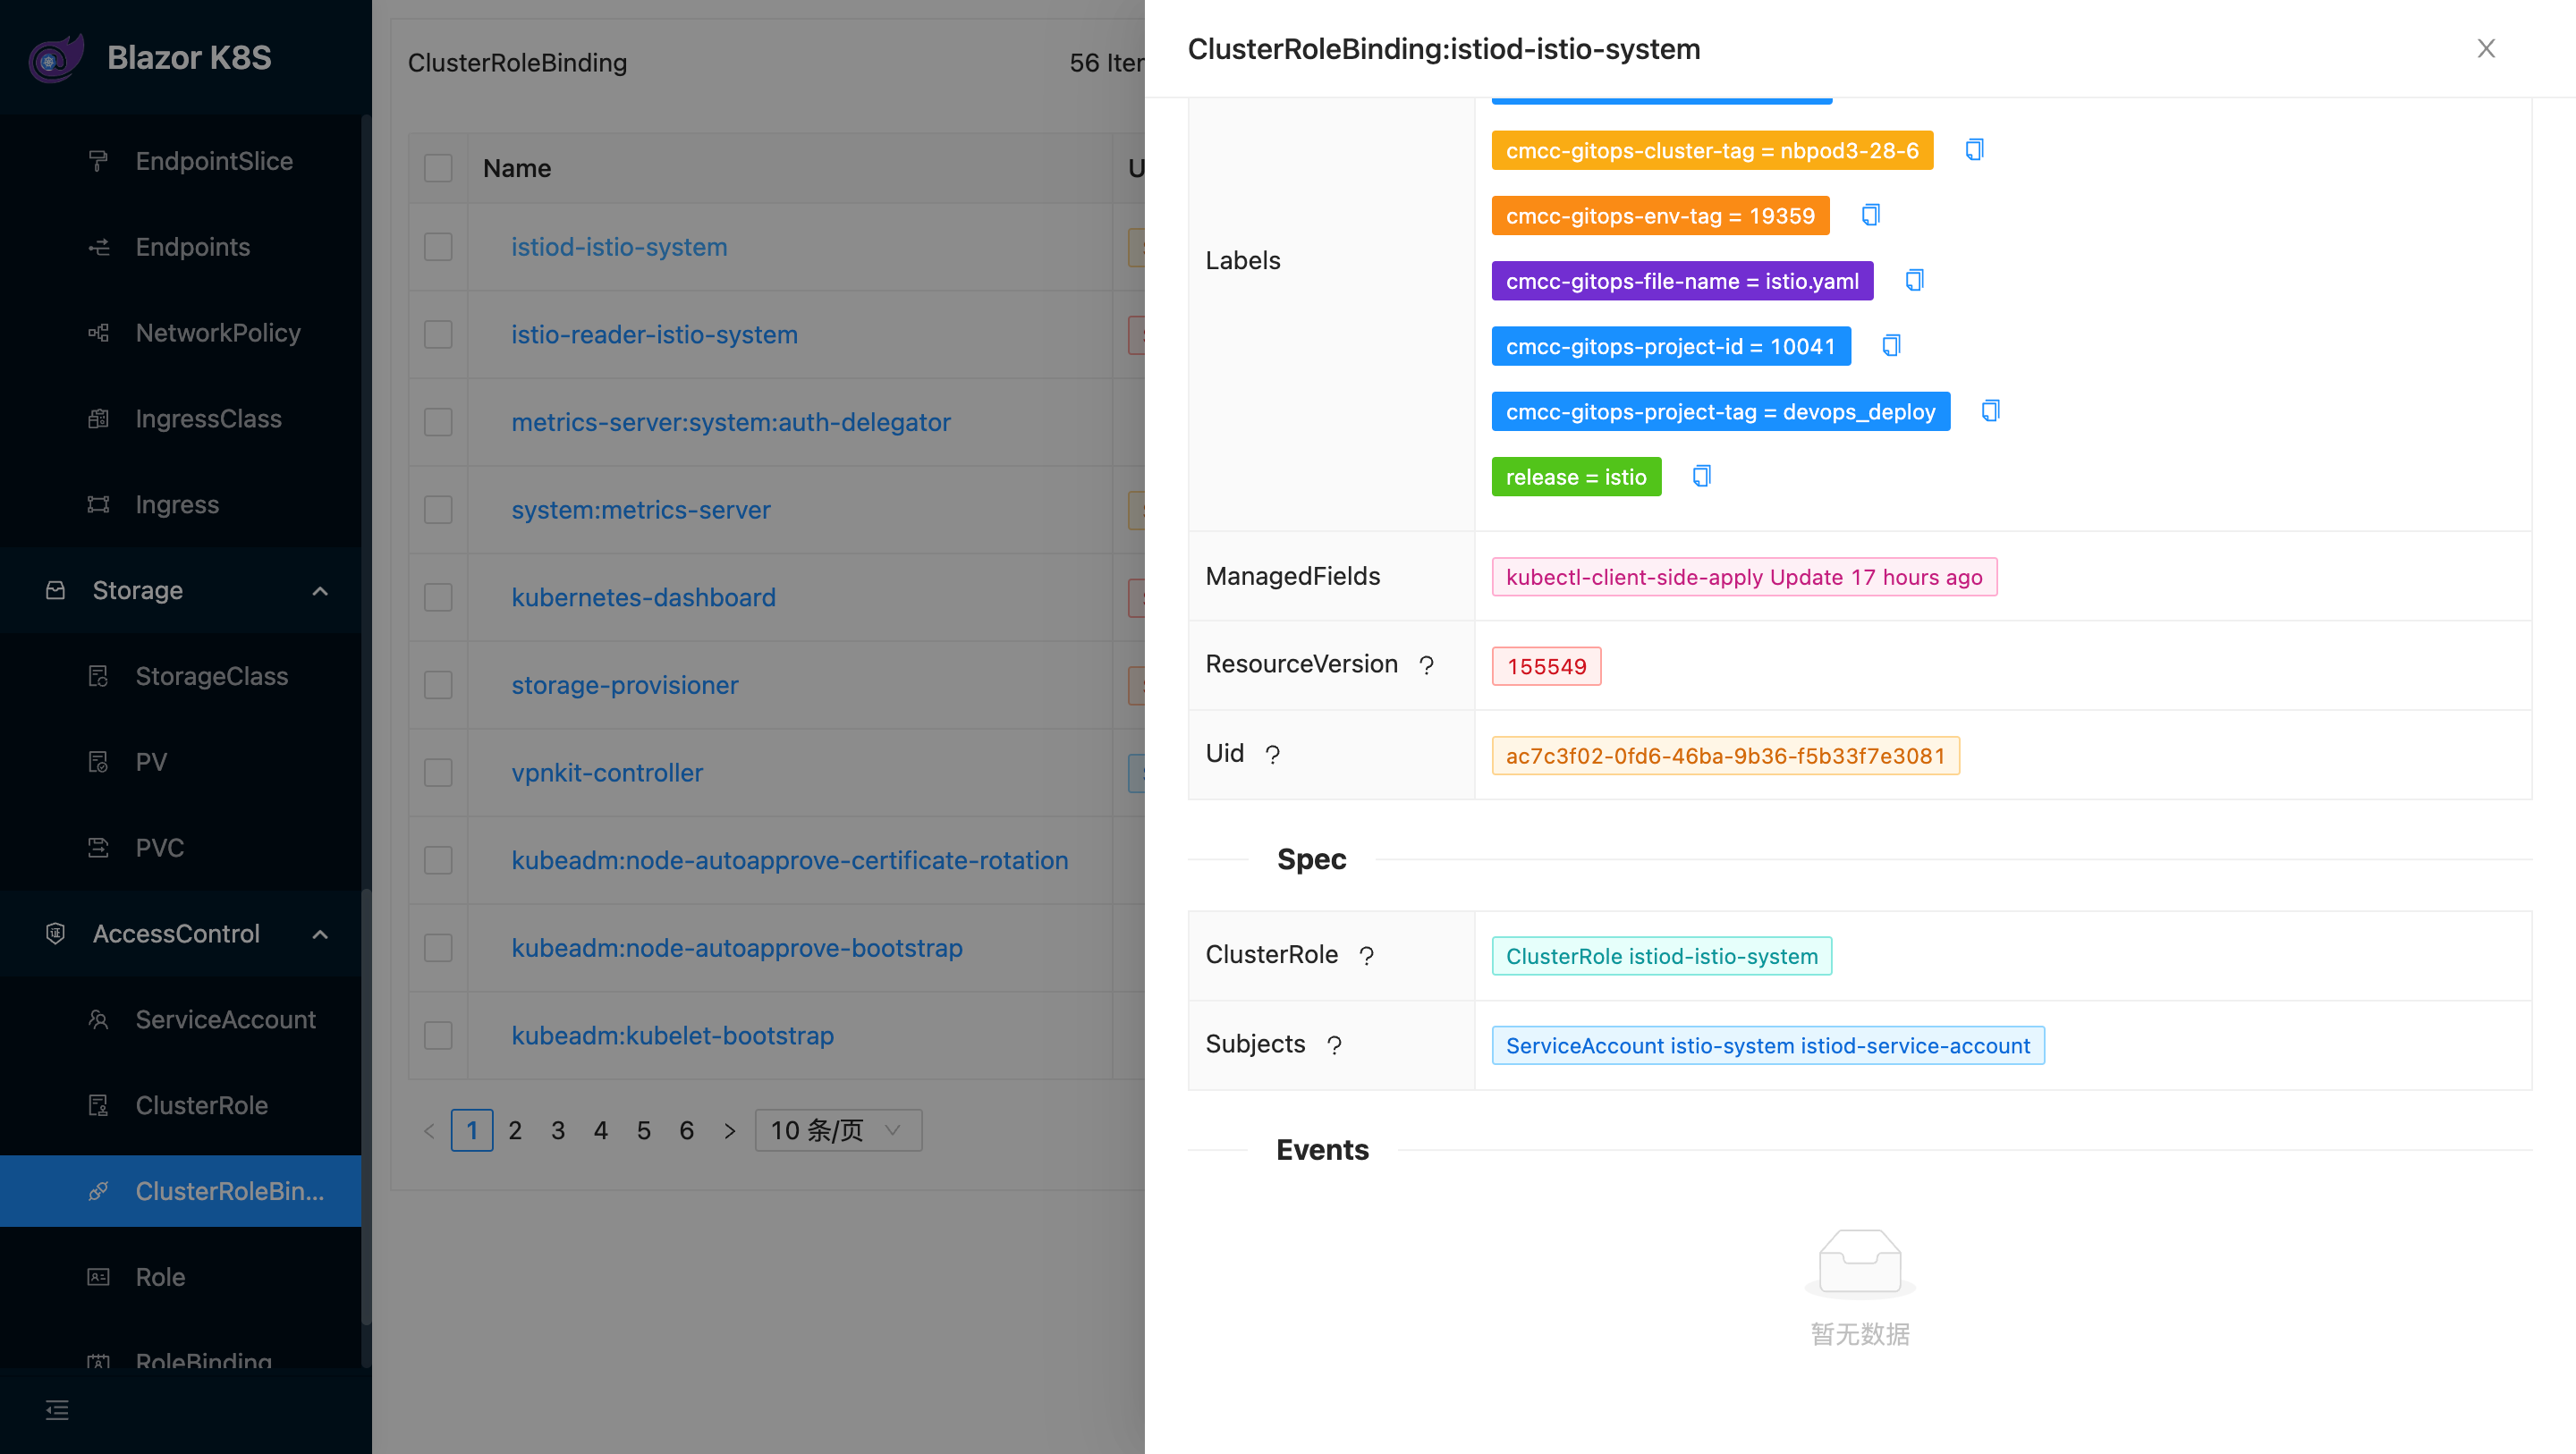 Blazor K8S
EndpointSlice
Endpoints
NetworkPolicy
IngressClass
Ingress
Storage
StorageClass
PV
PVC
AccessControl
ServiceAccount
ClusterRole
ClusterRoleBin...
Role
RoleBinding
ClusterRoleBinding
56 Iter
Name
U
istiod-istio-system
istio-reader-istio-system
metrics-server:system:auth-delegator
system:metrics-server
kubernetes-dashboard
storage-provisioner
vpnkit-controller
kubeadm:node-autoapprove-certificate-rotation
kubeadm:node-autoapprove-bootstrap
kubeadm:kubelet-bootstrap
1 2 3 4 5 6 10 条/页
ClusterRoleBinding:istiod-istio-system
Labels
cmcc-gitops-cluster-tag = nbpod3-28-6
cmcc-gitops-env-tag = 19359
cmcc-gitops-file-name = istio.yaml
cmcc-gitops-project-id = 10041
cmcc-gitops-project-tag = devops_deploy
release = istio
ManagedFields
kubectl-client-side-apply Update 17 hours ago
ResourceVersion ?
155549
Uid ?
ac7c3f02-0fd6-46ba-9b36-f5b33f7e3081
Spec
ClusterRole ?
ClusterRole istiod-istio-system
Subjects ?
ServiceAccount istio-system istiod-service-account
Events
暂无数据